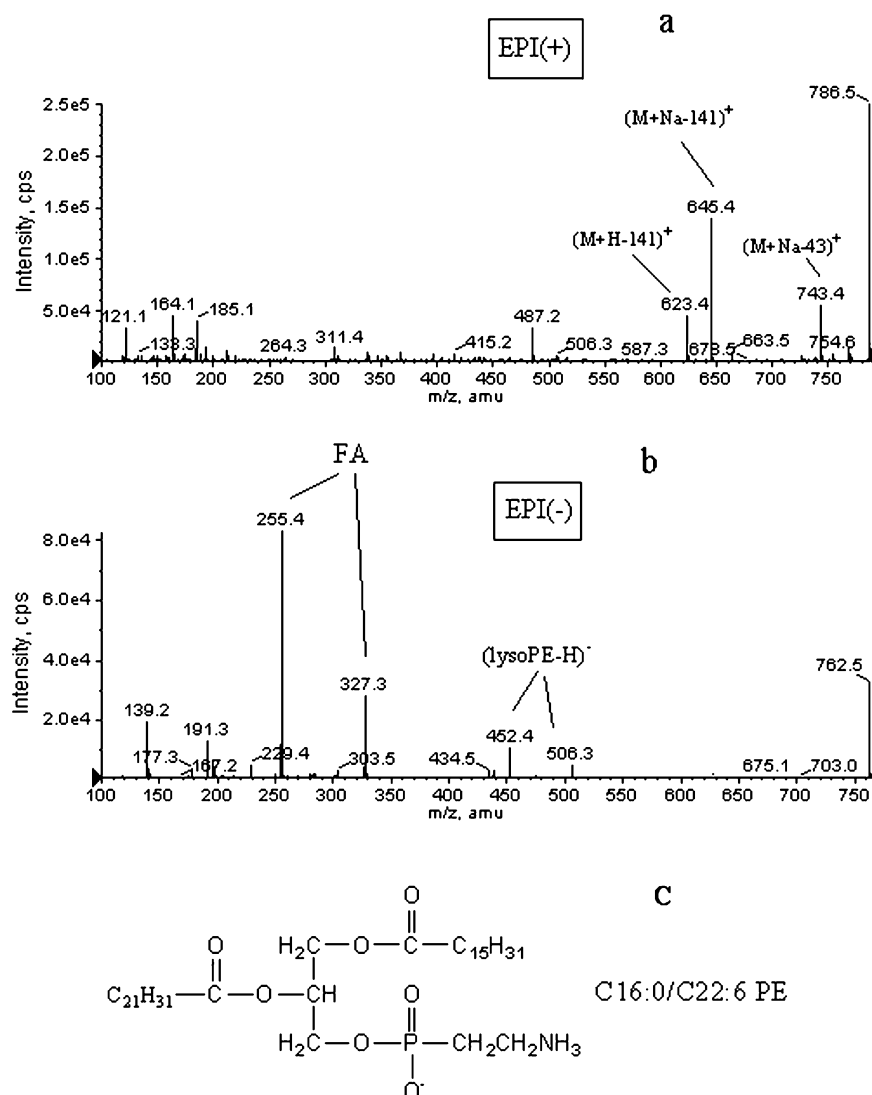 a
EPI(+)
786.5
2.5e5
(M+Na-141)⁺
2.0e5
Intensity, cps
1.5e5
645.4
(M+H-141)⁺
(M+Na-43)⁺
1.0e5
5.0e4
121.1
164.1
185.1
623.4
743.4
487.2
138.3
264.3
311.4
415.2
506.3
587.3
678.5
663.5
754.6
100 150 200 250 300 350 400 450 500 550 600 650 700 750
m/z, amu
FA
b
EPI(-)
255.4
8.0e4
Intensity, cps
6.0e4
(lysoPE-H)⁻
762.5
4.0e4
327.3
2.0e4
139.2
191.3
452.4
177.3
167.2
229.4
303.5
434.5
506.3
675.1
703.0
100 150 200 250 300 350 400 450 500 550 600 650 700 750
m/z, amu
c
O
O H₂C—O—C—C₁₅H₃₁
C₂₁H₃₁—C—O—CH O C16:0/C22:6 PE
H₂C—O—P—CH₂CH₂NH₃
O⁻